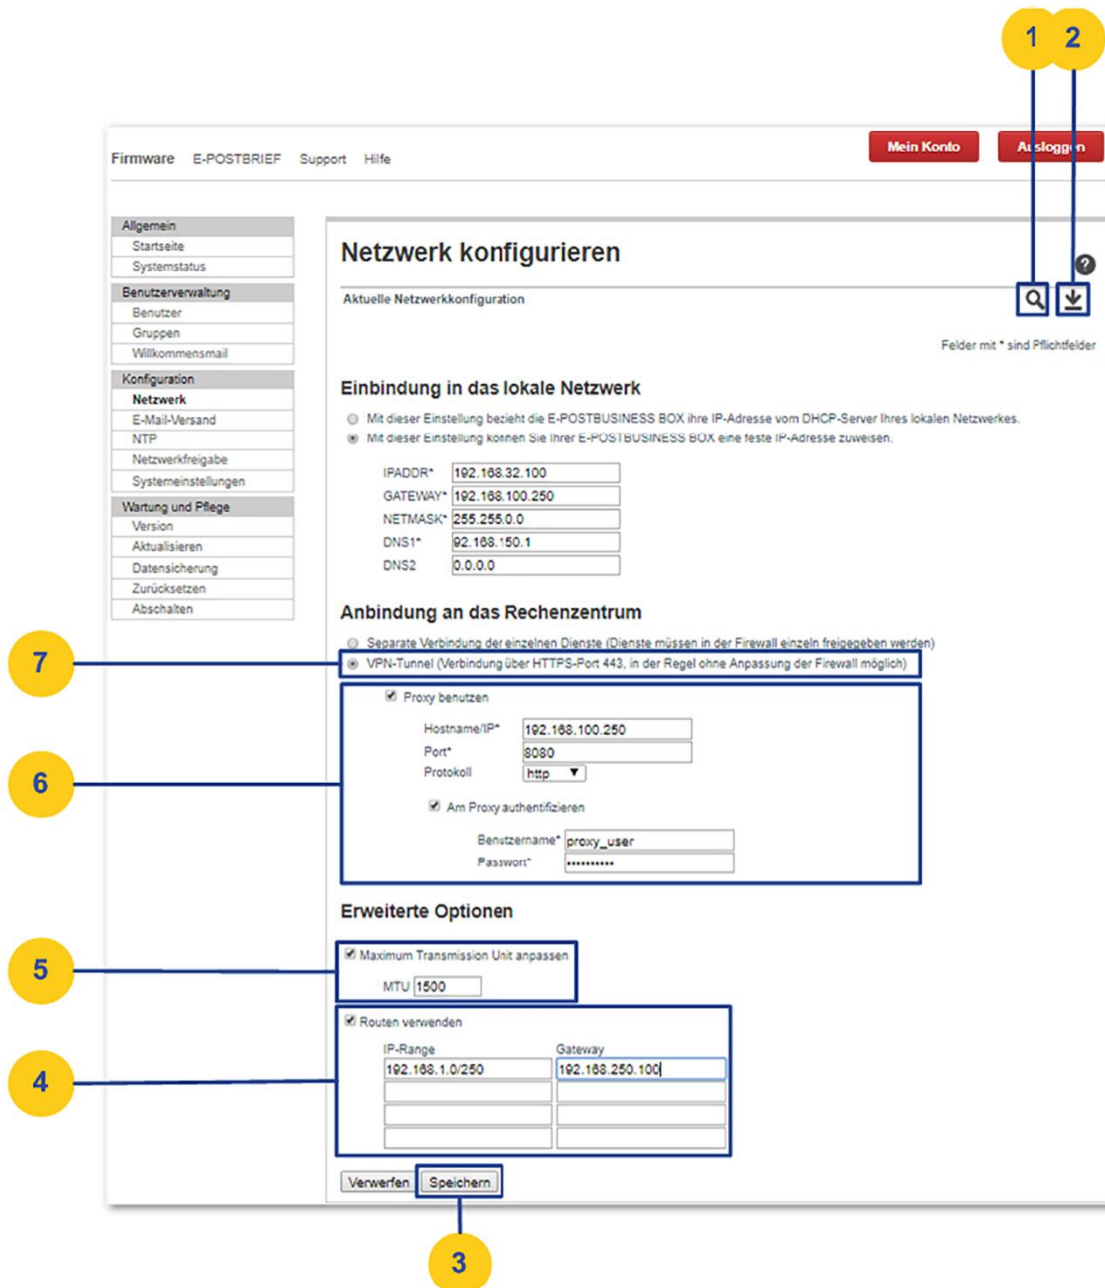 1 2
Firmware E-POSTBRIEF Support Hilfe Mein Konto Ausloggen
Allgemein
Startseite
Systemstatus
Benutzerverwaltung
Benutzer
Gruppen
Willkommensmail
Konfiguration
Netzwerk
E-Mail-Versand
NTP
Netzwerkfreigabe
Systemeinstellungen
Wartung und Pflege
Version
Aktualisieren
Datensicherung
Zurücksetzen
Abschalten
Netzwerk konfigurieren
?
Aktuelle Netzwerkkonfiguration
Felder mit * sind Pflichtfelder
Einbindung in das lokale Netzwerk
Mit dieser Einstellung bezieht die E-POSTBUSINESS BOX ihre IP-Adresse vom DHCP-Server Ihres lokalen Netzwerkes.
Mit dieser Einstellung können Sie Ihrer E-POSTBUSINESS BOX eine feste IP-Adresse zuweisen.
IPADDR* 192.168.32.100
GATEWAY* 192.168.100.250
NETMASK* 255.255.0.0
DNS1* 92.168.150.1
DNS2 0.0.0.0
Anbindung an das Rechenzentrum
Separate Verbindung der einzelnen Dienste (Dienste müssen in der Firewall einzeln freigegeben werden)
7 VPN-Tunnel (Verbindung über HTTPS-Port 443, in der Regel ohne Anpassung der Firewall möglich)
Proxy benutzen
Hostname/IP* 192.168.100.250
Port* 8080
6 Protokoll http
Am Proxy authentifizieren
Benutzername* proxy_user
Passwort* ••••••••••
Erweiterte Optionen
Maximum Transmission Unit anpassen
5 MTU 1500
Routen verwenden
IP-Range Gateway
4 192.168.1.0/250 192.168.250.100
Verwerfen Speichern
3